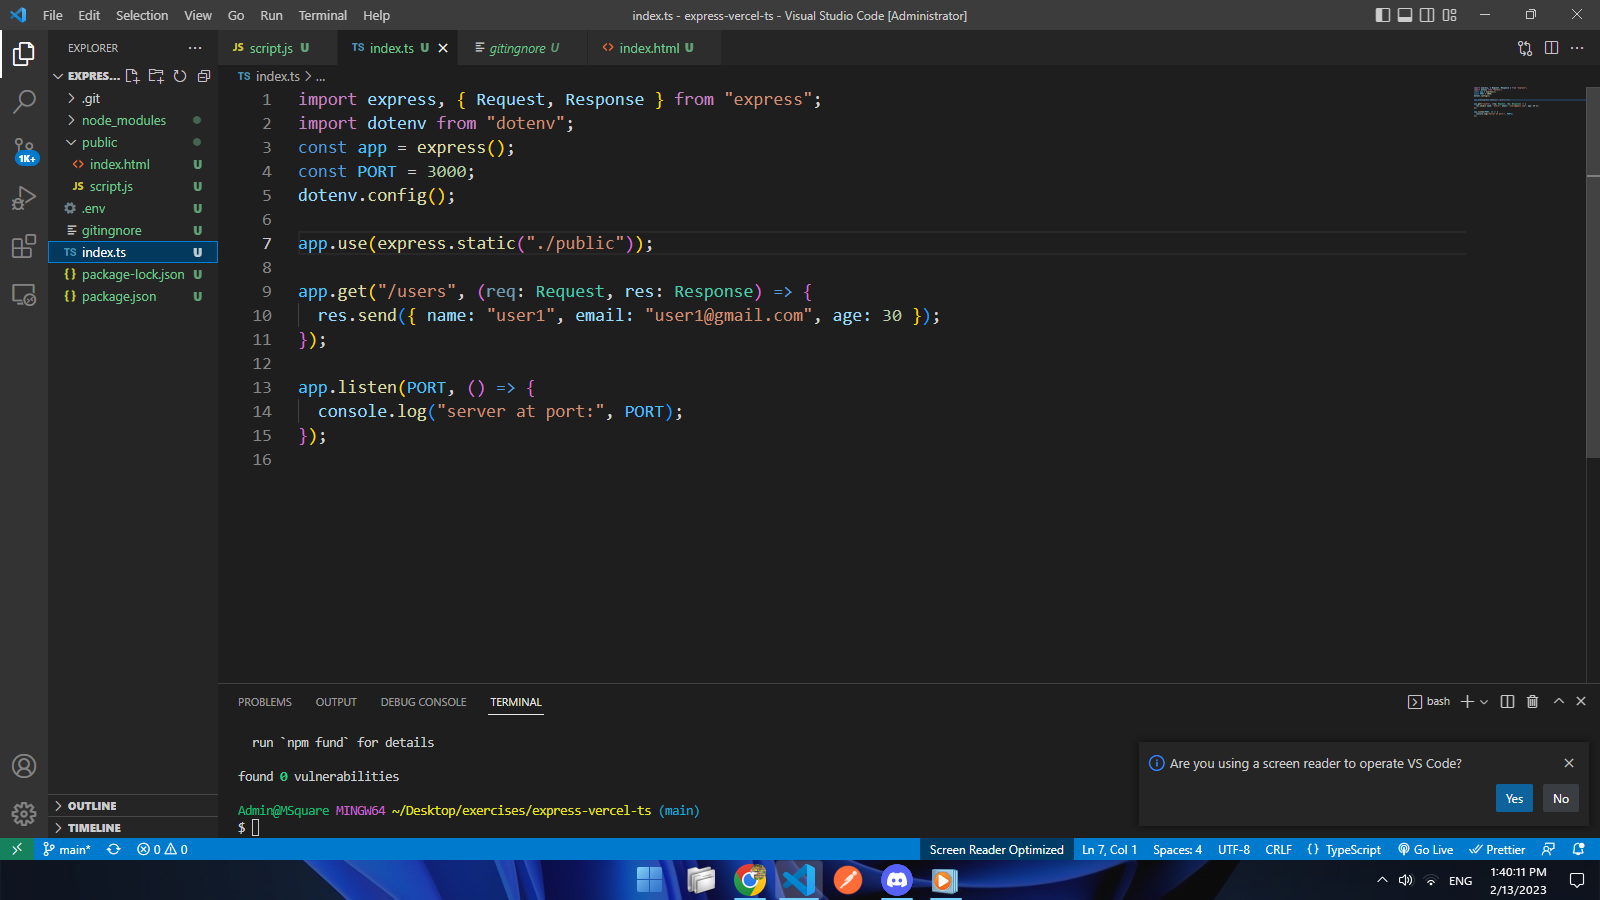 File Edit Selection View Go Run Terminal Help
index.ts - express-vercel-ts - Visual Studio Code [Administrator]
EXPLORER
JS script.js U
TS index.ts U
gitingnore U
index.html U
EXPRES...
TS index.ts > ...
.git
node_modules
public
index.html U
JS script.js U
.env U
gitingnore U
TS index.ts U
{} package-lock.json U
{} package.json U
1K+
1 import express, { Request, Response } from "express";
2 import dotenv from "dotenv";
3 const app = express();
4 const PORT = 3000;
5 dotenv.config();
6
7 app.use(express.static("./public"));
8
9 app.get("/users", (req: Request, res: Response) => {
10 res.send({ name: "user1", email: "user1@gmail.com", age: 30 });
11 });
12
13 app.listen(PORT, () => {
14 console.log("server at port:", PORT);
15 });
16
PROBLEMS OUTPUT DEBUG CONSOLE TERMINAL
bash
run `npm fund` for details
found 0 vulnerabilities
Admin@MSquare MINGW64 ~/Desktop/exercises/express-vercel-ts (main)
$
Are you using a screen reader to operate VS Code?
Yes No
OUTLINE
TIMELINE
main* 0 0
Screen Reader Optimized Ln 7, Col 1 Spaces: 4 UTF-8 CRLF {} TypeScript Go Live Prettier
ENG
1:40:11 PM
2/13/2023